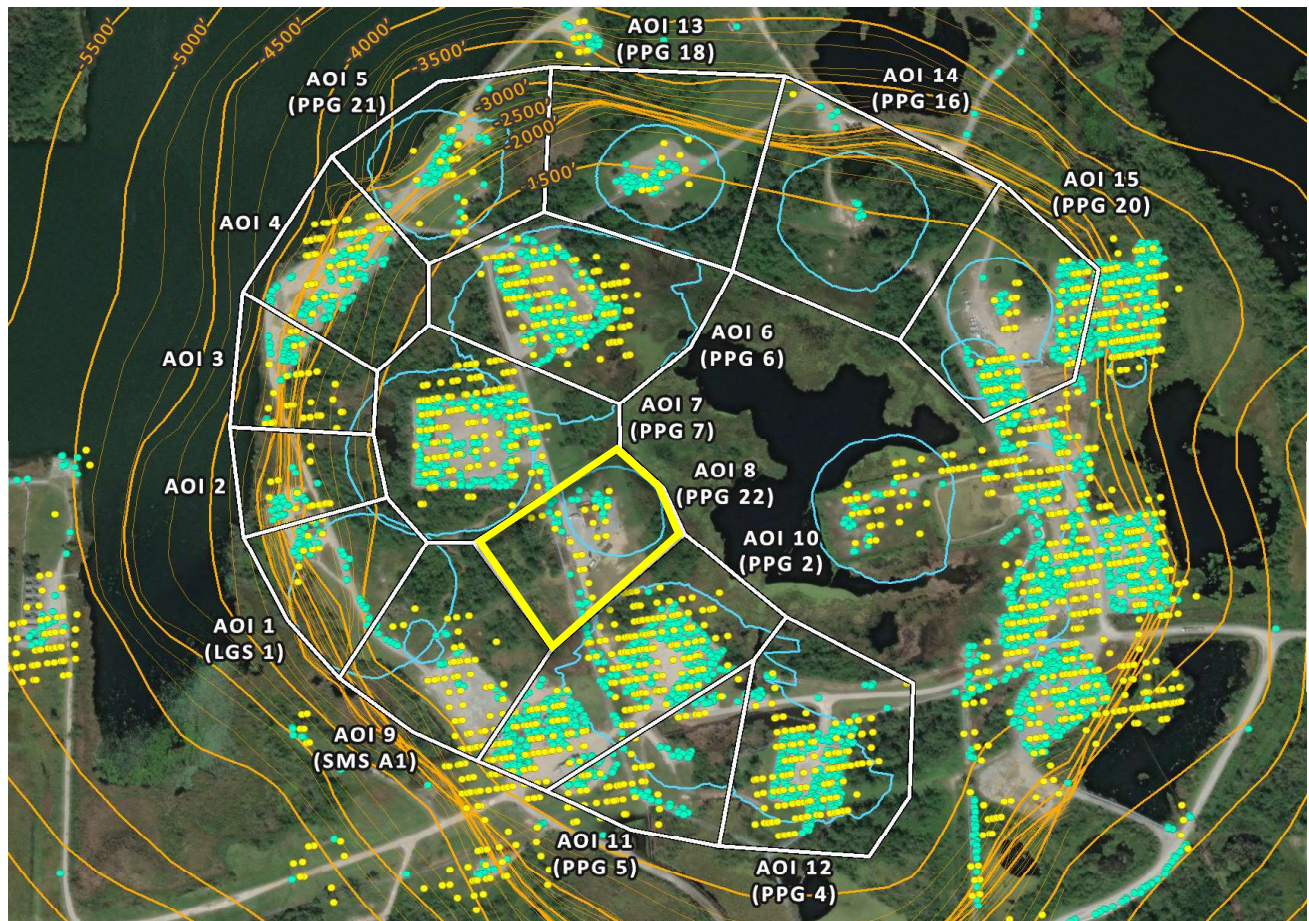 -5500'
-5000'
-4500'
-4000'
-3500'
-3000'
-2500'
-2000'
-1500'
AOI 13
(PPG 18)
AOI 14
(PPG 16)
AOI 5
(PPG 21)
AOI 15
(PPG 20)
AOI 4
AOI 3
AOI 6
(PPG 6)
AOI 7
(PPG 7)
AOI 2
AOI 8
(PPG 22)
AOI 10
(PPG 2)
AOI 1
(LGS 1)
AOI 9
(SMS A1)
AOI 11
(PPG 5)
AOI 12
(PPG 4)